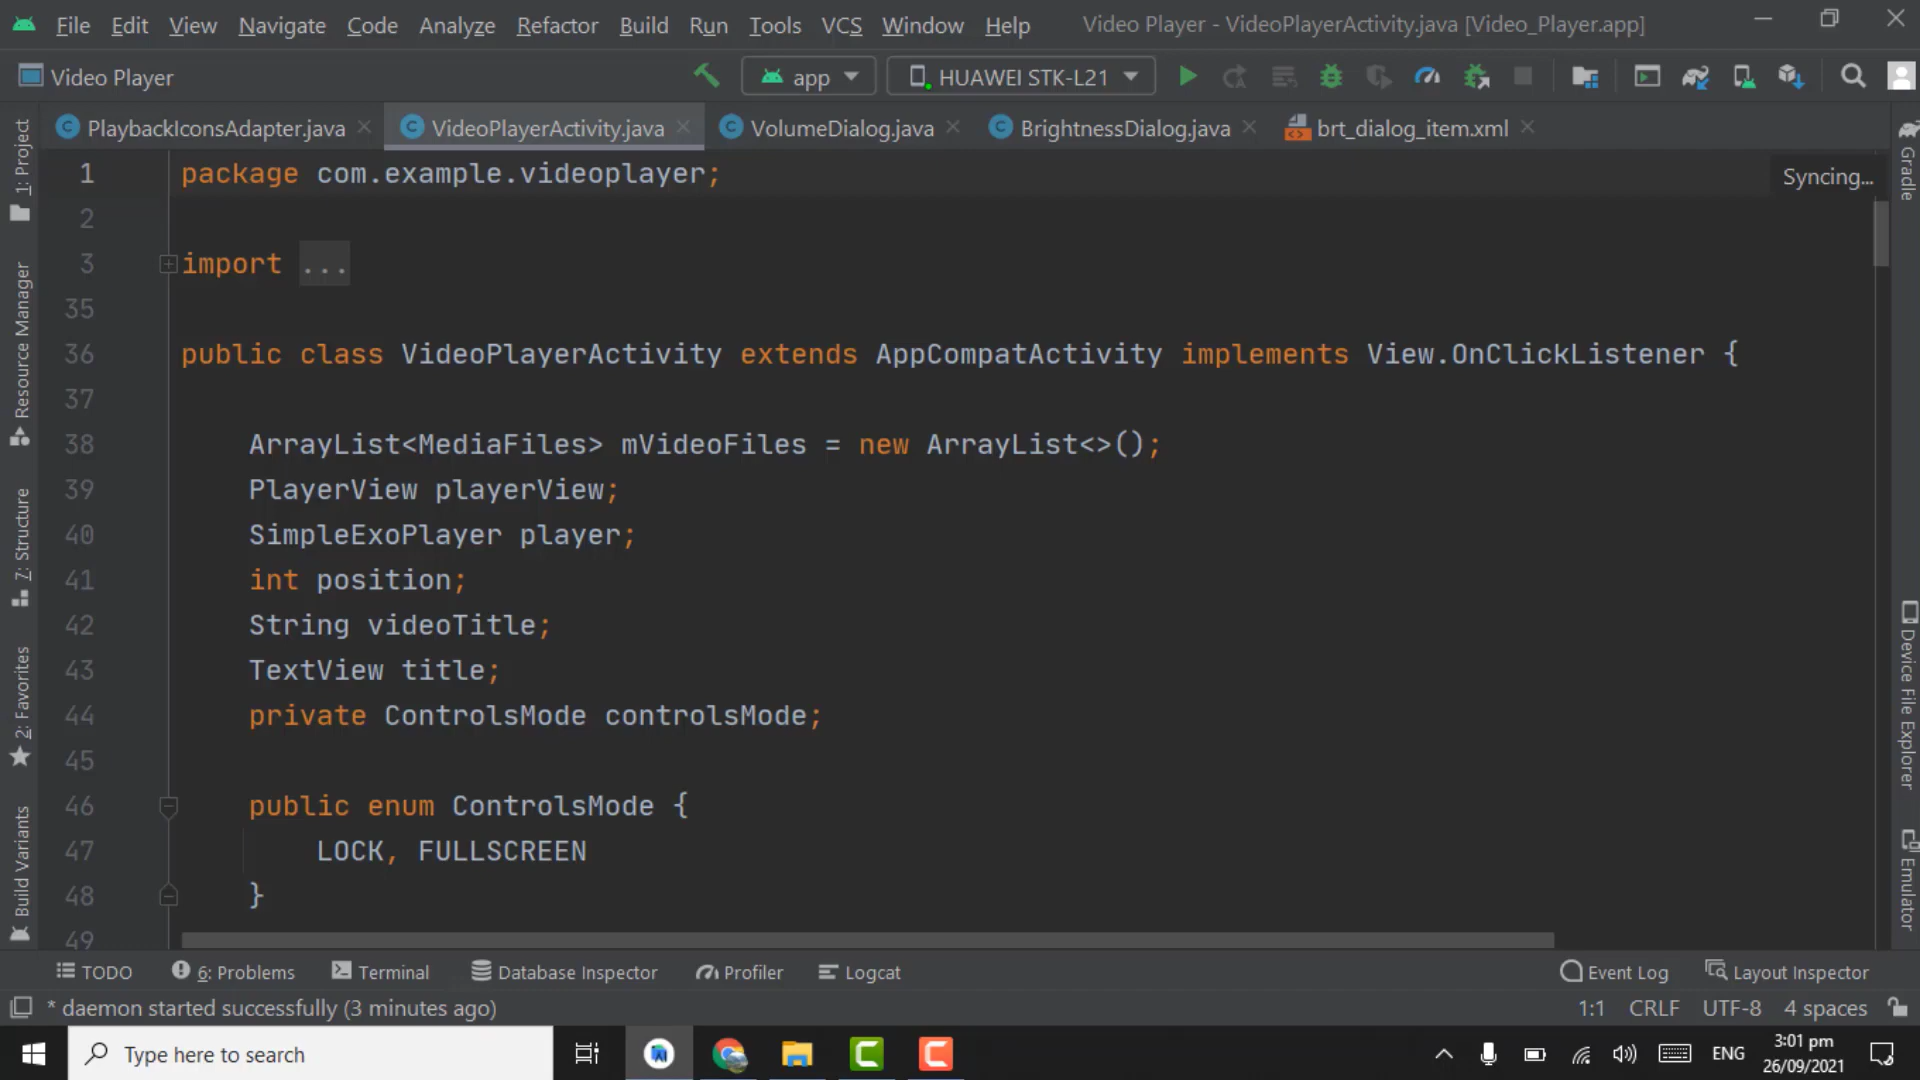 File Edit View Navigate Code Analyze Refactor Build Run Tools VCS Window Help Video Player - VideoPlayerActivity.java [Video_Player.app]
Video Player app HUAWEI STK-L21
PlaybackIconsAdapter.java VideoPlayerActivity.java VolumeDialog.java BrightnessDialog.java brt_dialog_item.xml
1: Project
Resource Manager
7: Structure
2: Favorites
Build Variants
1 package com.example.videoplayer;
Syncing...
2
3 import ...
35
36 public class VideoPlayerActivity extends AppCompatActivity implements View.OnClickListener {
37
38 ArrayList<MediaFiles> mVideoFiles = new ArrayList<>();
39 PlayerView playerView;
40 SimpleExoPlayer player;
41 int position;
42 String videoTitle;
43 TextView title;
44 private ControlsMode controlsMode;
45
46 public enum ControlsMode {
47 LOCK, FULLSCREEN
48 }
49
Gradle
Device File Explorer
Emulator
TODO 6: Problems Terminal Database Inspector Profiler Logcat Event Log Layout Inspector
* daemon started successfully (3 minutes ago) 1:1 CRLF UTF-8 4 spaces
Type here to search ENG 3:01 pm
26/09/2021